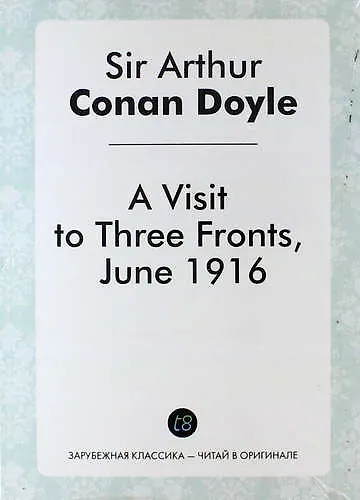 Sir Arthur
Conan Doyle
A Visit
to Three Fronts,
June 1916
t8
ЗАРУБЕЖНАЯ КЛАССИКА — ЧИТАЙ В ОРИГИНАЛЕ